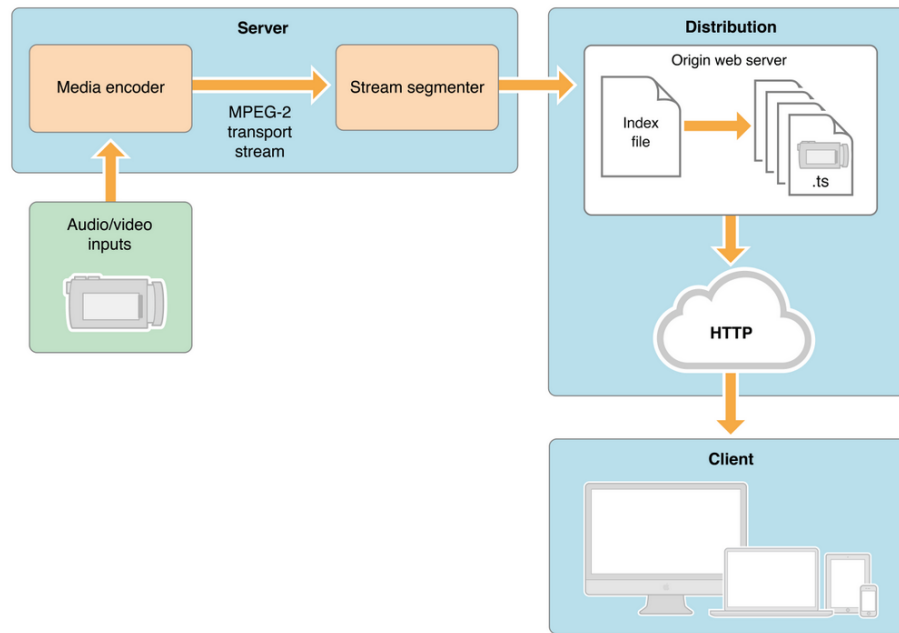 Server
Media encoder
MPEG-2
transport
stream
Stream segmenter
Audio/video
inputs
Distribution
Origin web server
Index
file
.ts
HTTP
Client